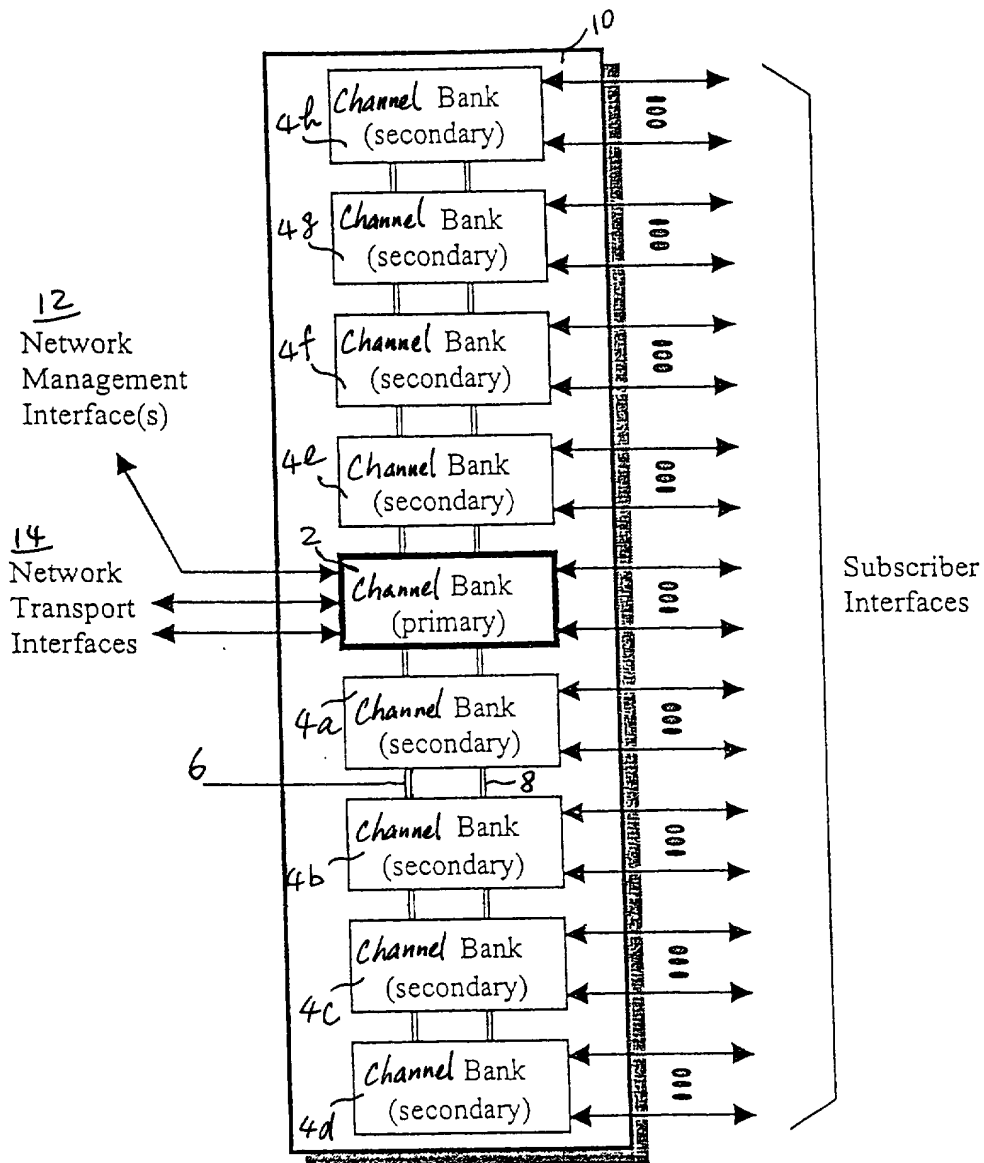 10
Channel Bank
4h
(secondary)
Channel Bank
4g
(secondary)
12
Network
Management
Interface(s)
Channel Bank
4f
(secondary)
4e
Channel Bank
(secondary)
14
Network
Transport
Interfaces
2
Channel Bank
(primary)
Subscriber
Interfaces
4a
Channel Bank
(secondary)
6
8
Channel Bank
4b
(secondary)
Channel Bank
4c
(secondary)
Channel Bank
4d
(secondary)